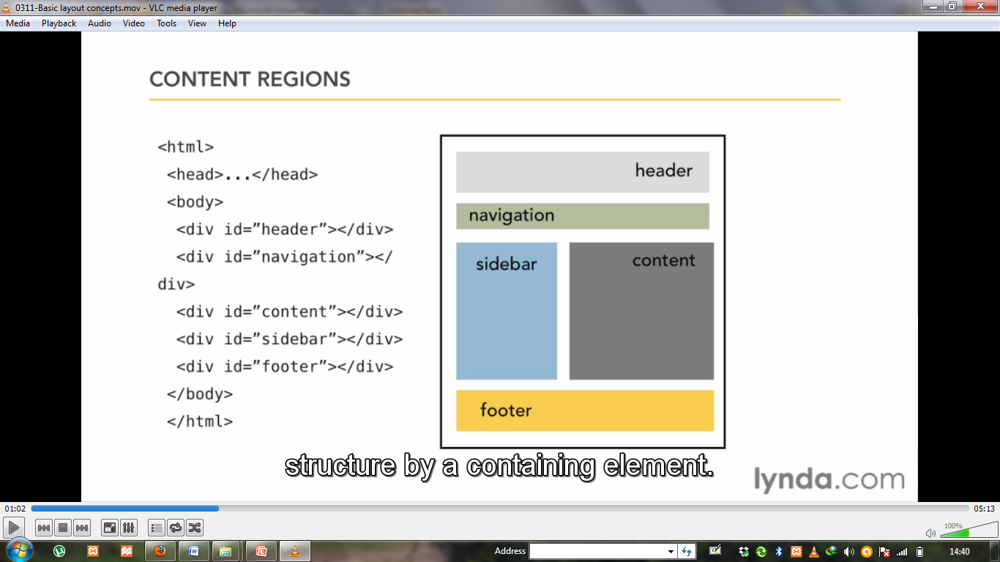 0311-Basic layout concepts.mov - VLC media player
Media Playback Audio Video Tools View Help
CONTENT REGIONS
<html>
<head>...</head>
<body>
<div id=”header”></div>
<div id=”navigation”></
div>
<div id=”content”></div>
<div id=”sidebar”></div>
<div id=”footer”></div>
</body>
</html>
header
navigation
sidebar
content
footer
structure by a containing element.
lynda.com
01:02
05:13
100%
Address
14:40